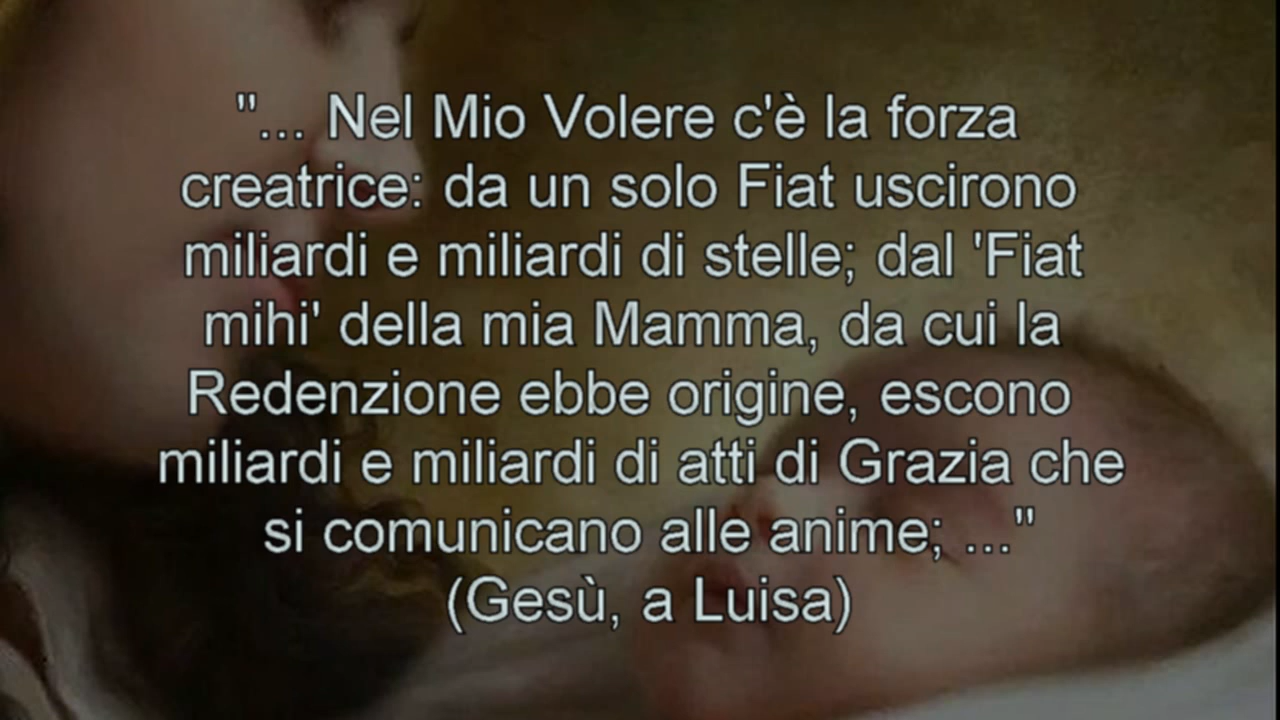 "... Nel Mio Volere c'è la forza
creatrice: da un solo Fiat uscirono
miliardi e miliardi di stelle; dal 'Fiat
mihi' della mia Mamma, da cui la
Redenzione ebbe origine, escono
miliardi e miliardi di atti di Grazia che
si comunicano alle anime; ..."
(Gesù, a Luisa)